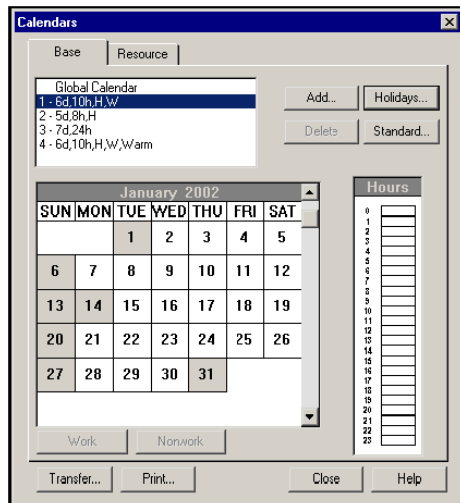 Calendars
Base
Resource
Global Calendar
1 - 6d,10h,H,W
2 - 5d,8h,H
3 - 7d,24h
4 - 6d,10h,H,W,Warm
Add...
Holidays...
Delete
Standard...
January 2002
SUN MON TUE WED THU FRI SAT
1 2 3 4 5
6 7 8 9 10 11 12
13 14 15 16 17 18 19
20 21 22 23 24 25 26
27 28 29 30 31
Hours
0
1
2
3
4
5
6
7
8
9
10
11
12
13
14
15
16
17
18
19
20
21
22
23
Work
Nonwork
Transfer...
Print...
Close
Help